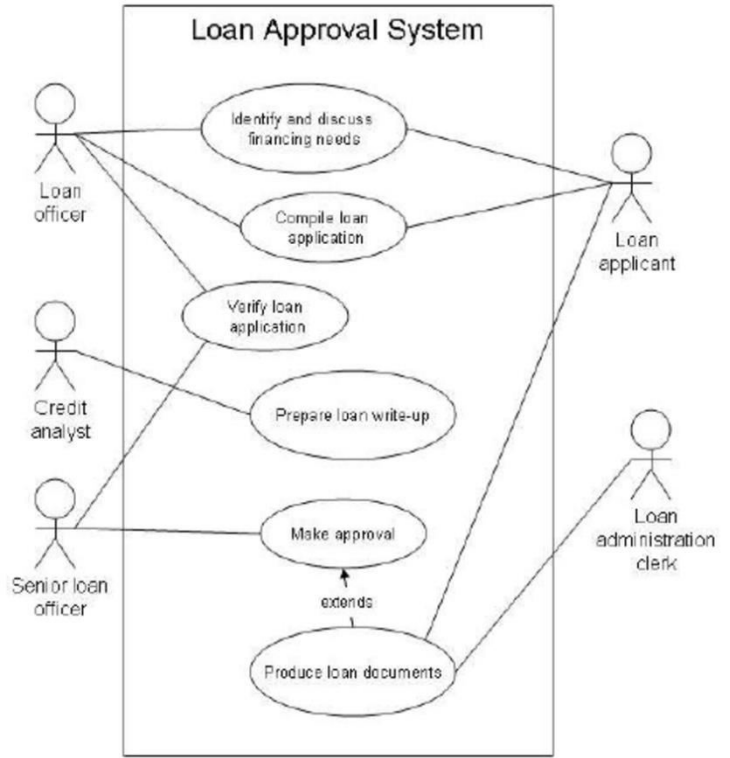 Loan Approval System
Identify and discuss
financing needs
Loan
officer
Compile loan
application
Loan
applicant
Verify loan
application
Credit
analyst
Prepare loan write-up
Make approval
Loan
administration
clerk
Senior loan
officer
extends
Produce loan documents